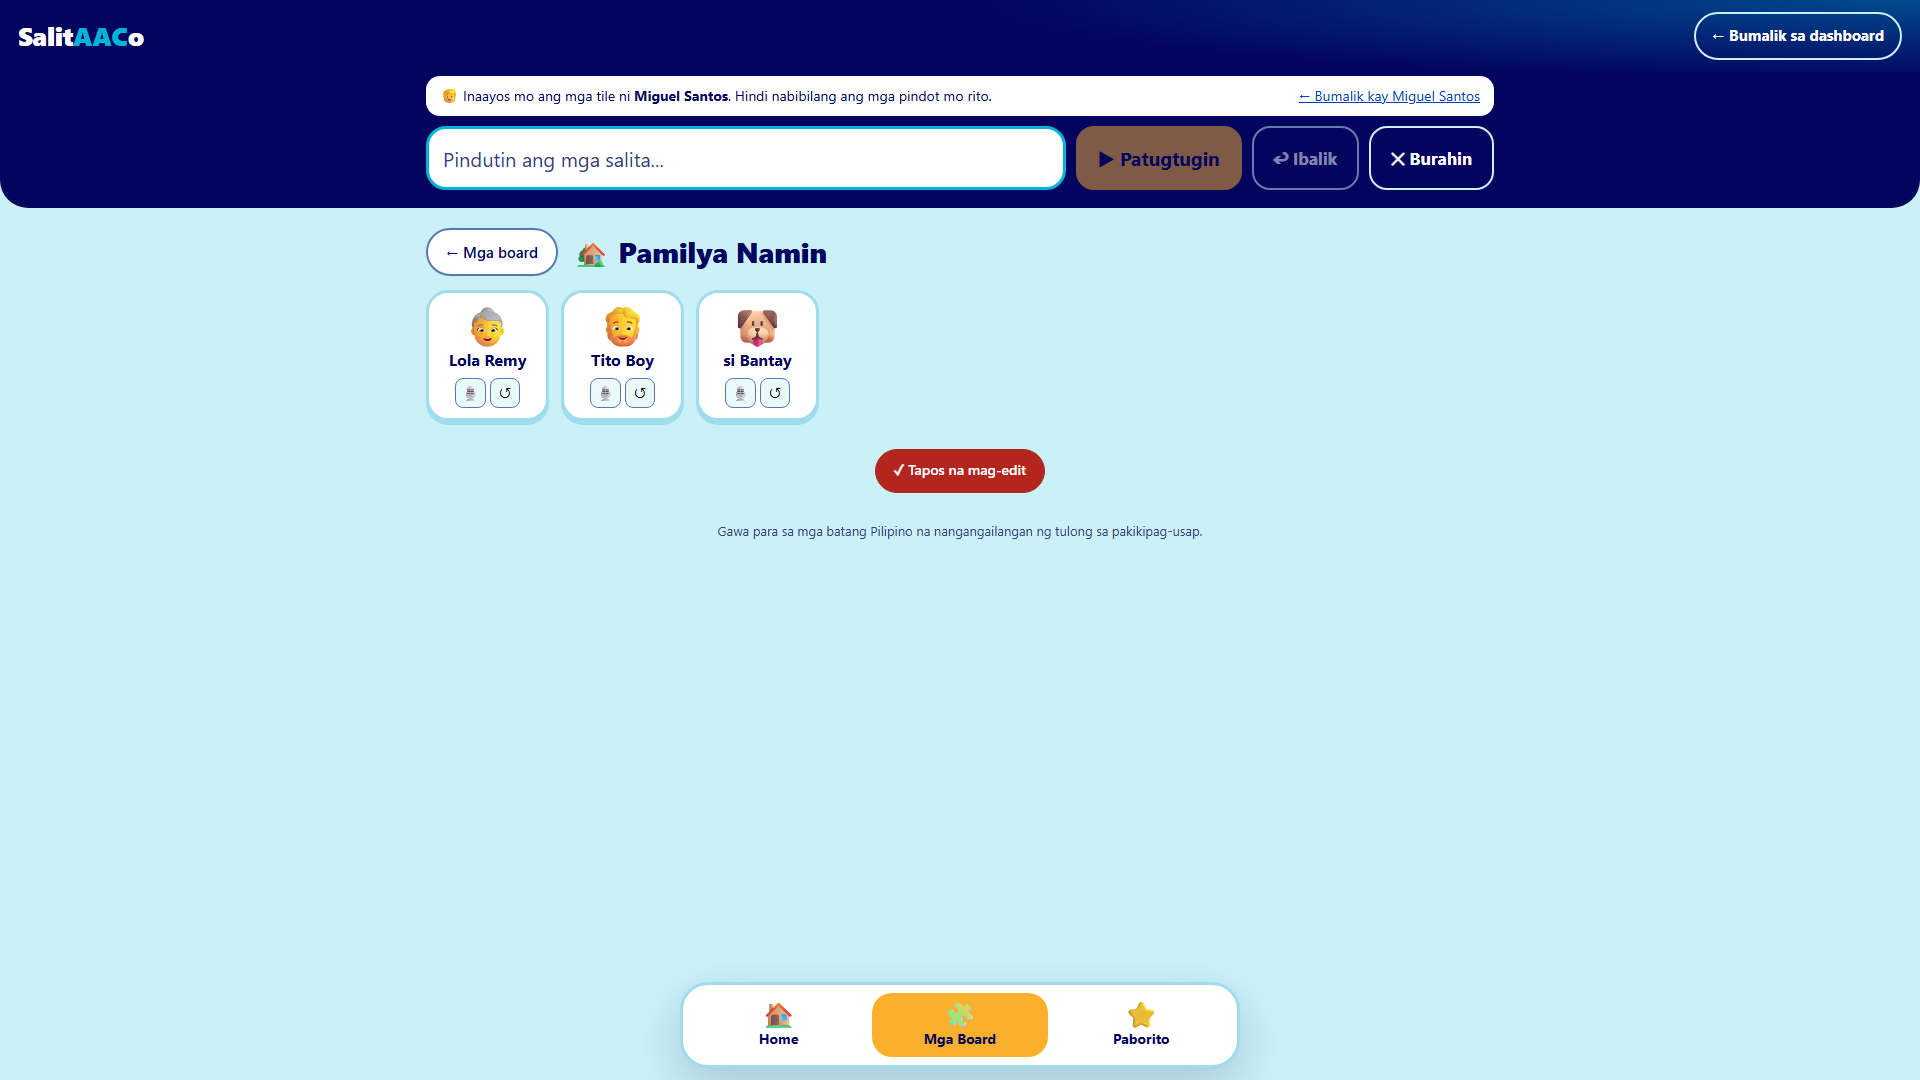 SalitAACo
← Bumalik sa dashboard
Inaayos mo ang mga tile ni Miguel Santos. Hindi nabibilang ang mga pindot mo rito.
← Bumalik kay Miguel Santos
Pindutin ang mga salita...
▶ Patugtugin
↩ Ibalik
✕ Burahin
← Mga board
Pamilya Namin
Lola Remy
Tito Boy
si Bantay
✓ Tapos na mag-edit
Gawa para sa mga batang Pilipino na nangangailangan ng tulong sa pakikipag-usap.
Home
Mga Board
Paborito